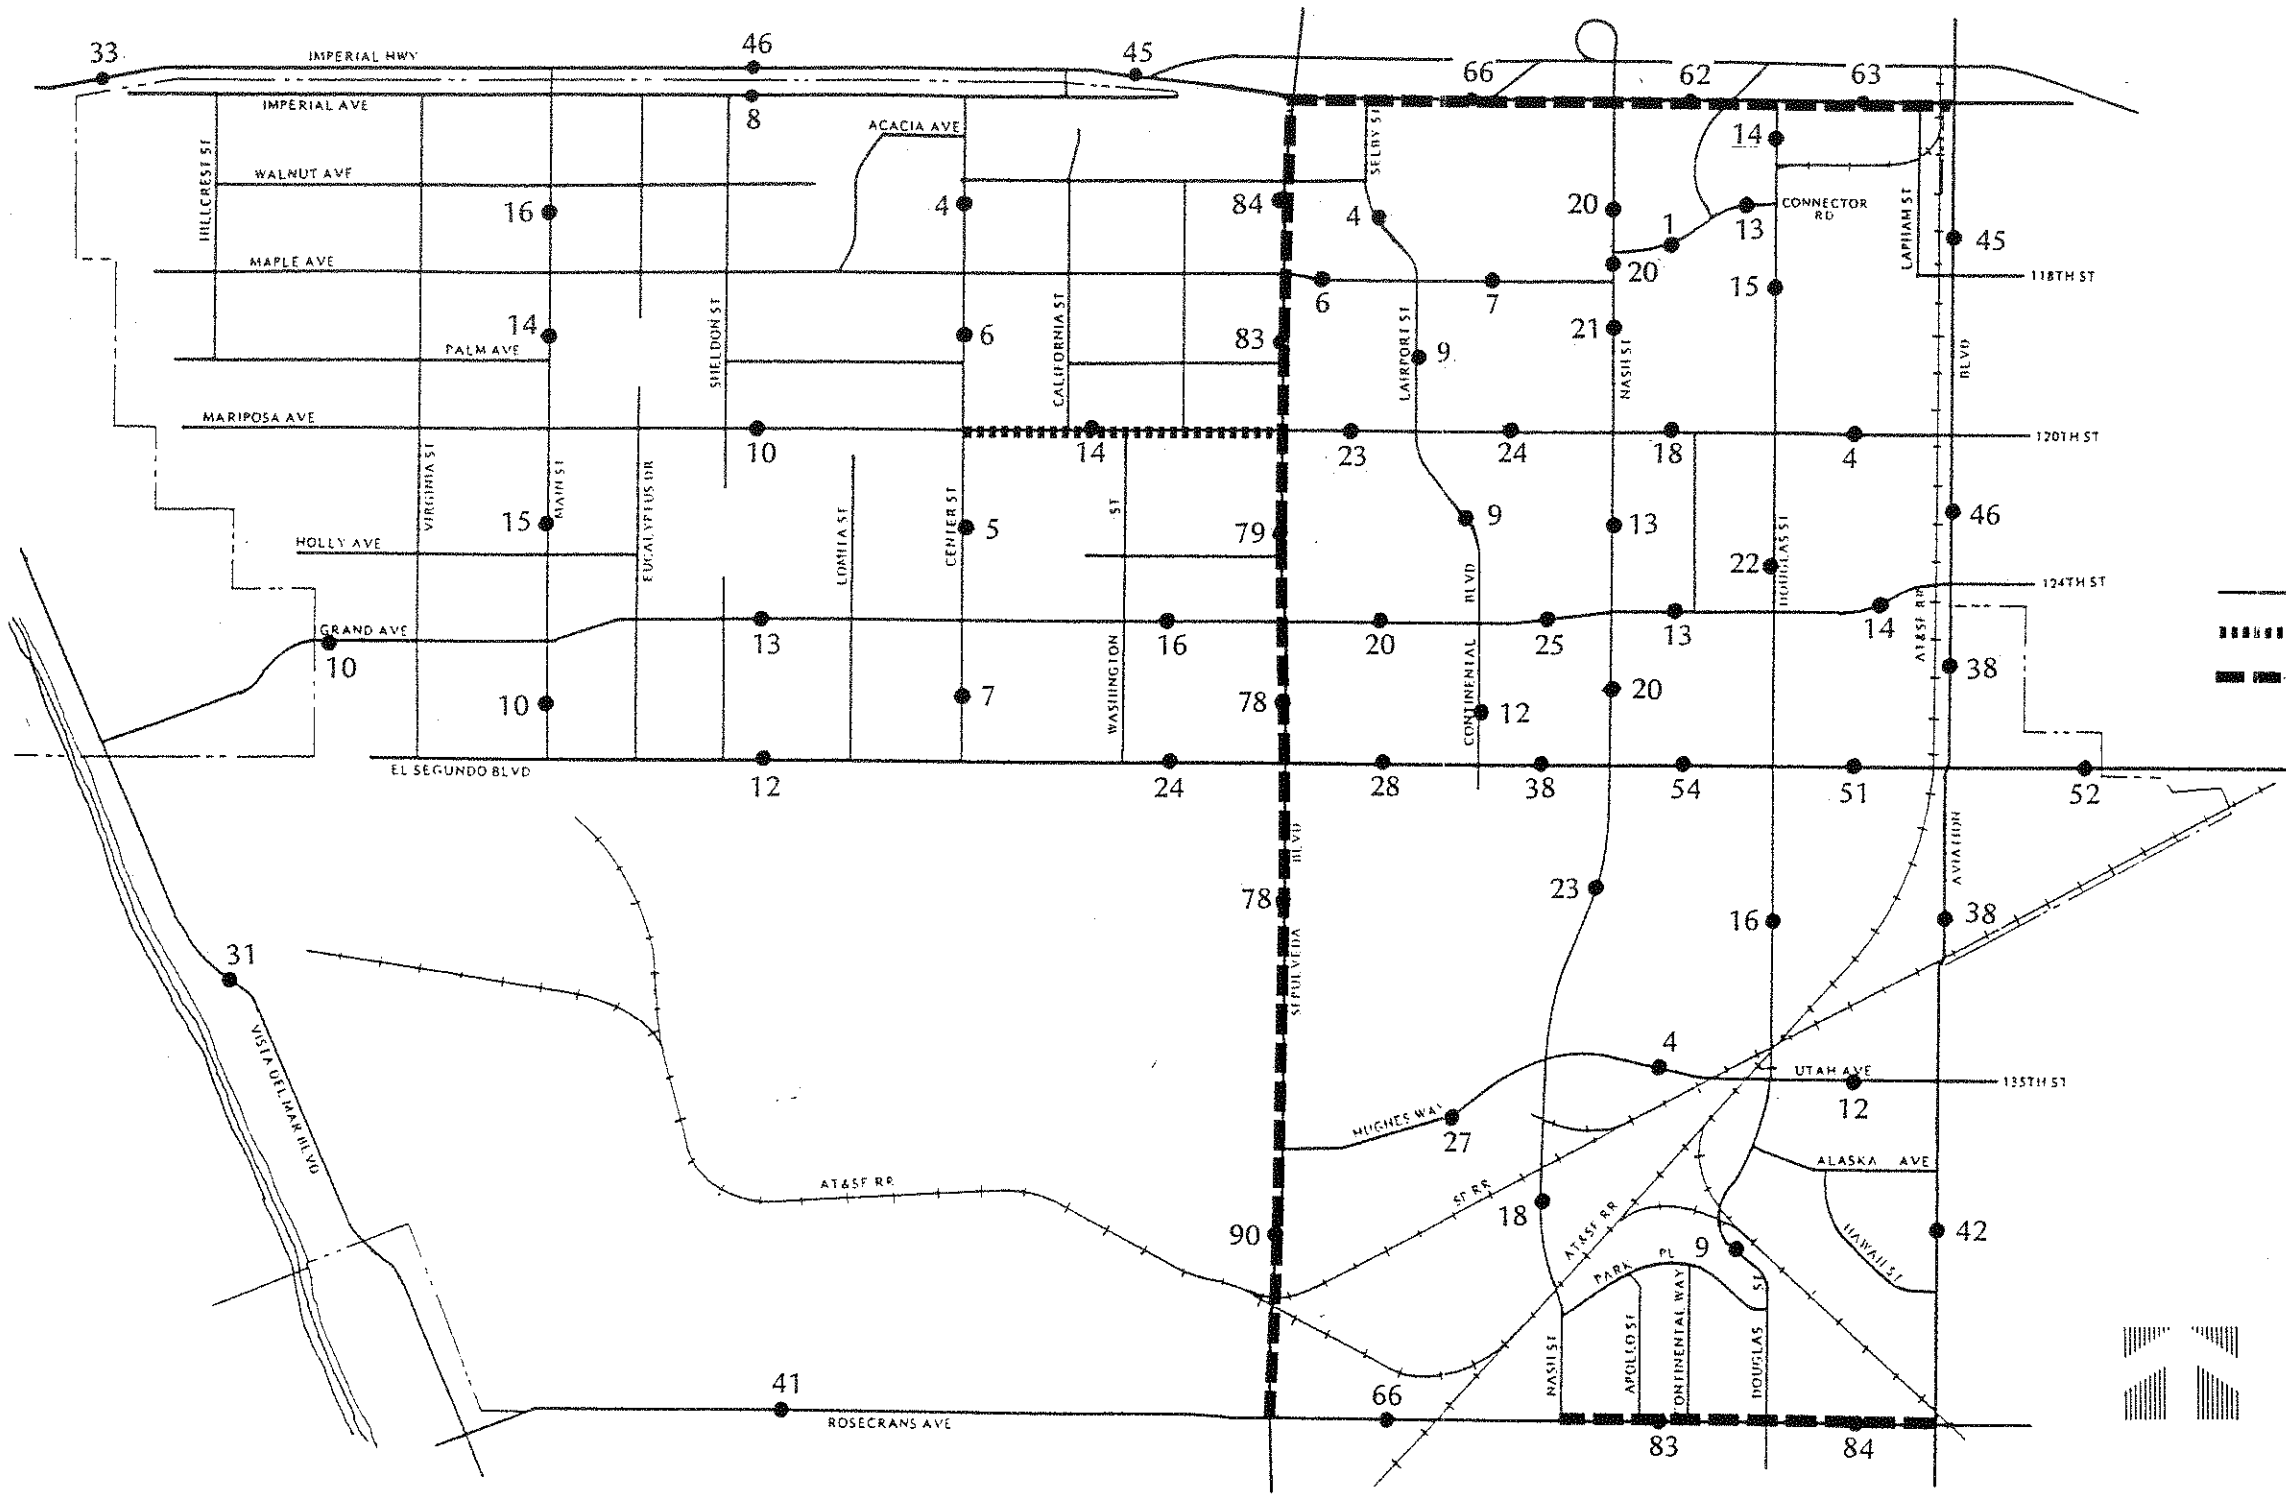 33
IMPERIAL HWY
46
45
66
62
63
IMPERIAL AVE
8
ACACIA AVE
SELBY ST
14
HILLCREST ST
WALNUT AVE
16
4
84
4
20
1
13
CONNECTOR
RD
LAPHAM ST
45
MAPLE AVE
20
15
118TH ST
6
7
SHELDON ST
CALIFORNIA ST
14
6
83
LAIRPORT ST
9
21
NASH ST
BLVD
PALM AVE
MARIPOSA AVE
10
14
23
24
18
4
120TH ST
VIRGINIA ST
MAIN ST
EUCALYPTUS DR
LOMITA ST
CENTER ST
ST
15
5
79
9
13
22
DOUGLAS ST
46
HOLLY AVE
BLVD
124TH ST
GRAND AVE
10
13
16
20
25
13
14
AT&SF RR
WASHINGTON
CONTINENTAL
10
7
78
12
20
38
EL SEGUNDO BLVD
12
24
28
38
54
51
52
BLVD
AVIATION
78
SEPULVEDA
23
16
38
31
VISTA DEL MAR BLVD
4
UTAH AVE
12
135TH ST
HUGHES WAY
27
ALASKA AVE
AT&SF RR
SP RR
18
AT&SF RR
90
PARK PL
9
HAWAII ST
42
NASH ST
APOLLO ST
CONTINENTAL WAY
DOUGLAS ST
41
ROSECRANS AVE
66
83
84